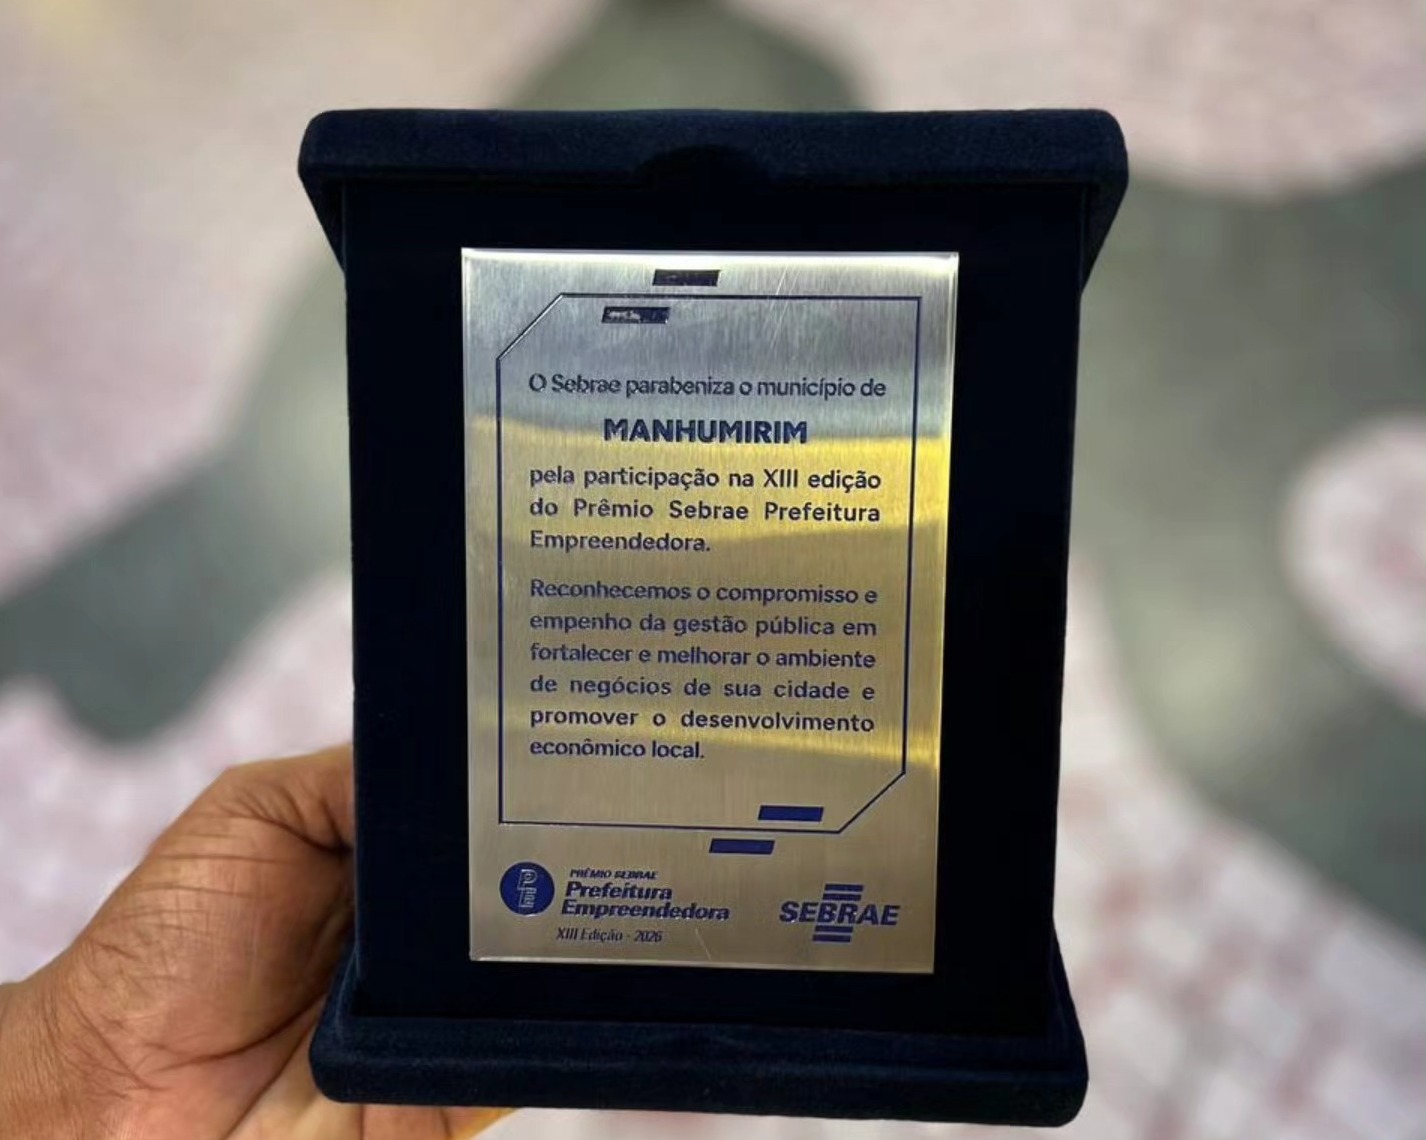 O Sebrae parabeniza o município de
MANHUMIRIM
pela participação na XIII edição
do Prêmio Sebrae Prefeitura
Empreendedora.
Reconhecemos o compromisso e
empenho da gestão pública em
fortalecer e melhorar o ambiente
de negócios de sua cidade e
promover o desenvolvimento
econômico local.
PRÊMIO SEBRAE
Prefeitura
Empreendedora
XIII Edição - 2026
SEBRAE